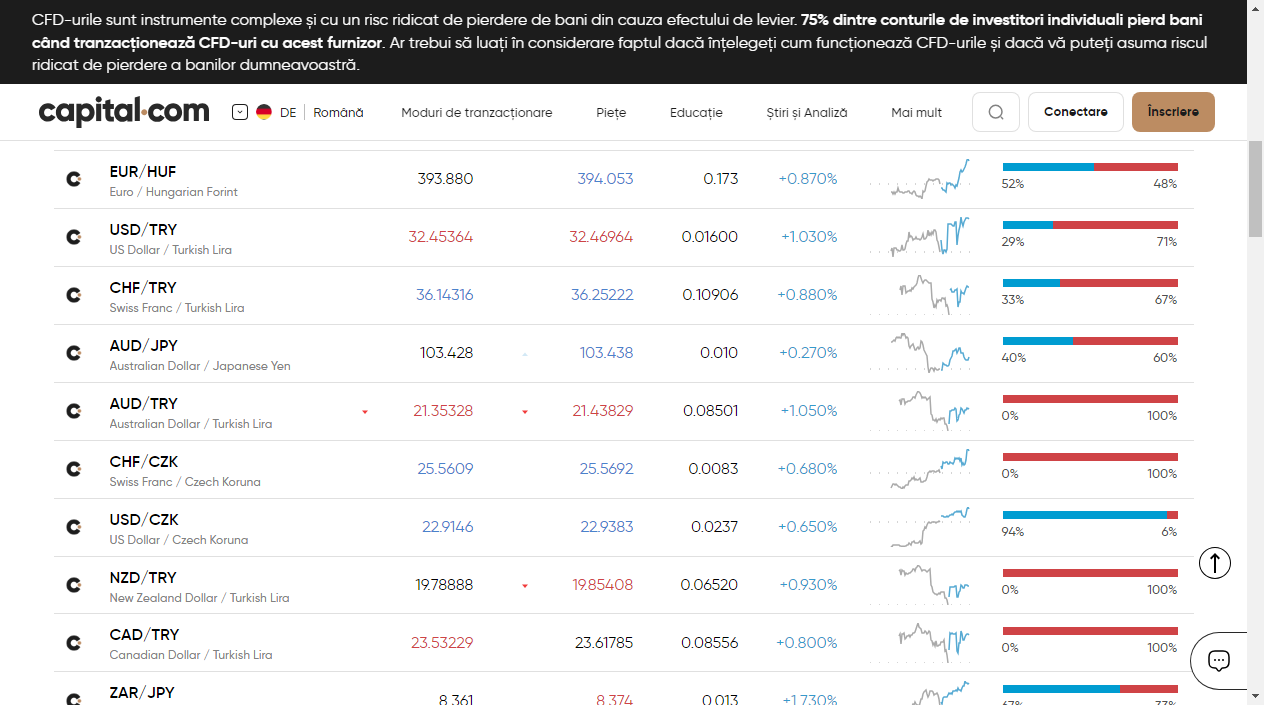 CFD-urile sunt instrumente complexe și cu un risc ridicat de pierdere de bani din cauza efectului de levier. 75% dintre conturile de investitori individuali pierd bani
când tranzacționează CFD-uri cu acest furnizor. Ar trebui să luați în considerare faptul dacă înțelegeți cum funcționează CFD-urile și dacă vă puteți asuma riscul
ridicat de pierdere a banilor dumneavoastră.
capital.com DE Română Moduri de tranzacționare Piețe Educație Știri și Analiză Mai mult Conectare Înscriere
EUR/HUF 393.880 394.053 0.173 +0.870%
Euro / Hungarian Forint 52% 48%
USD/TRY 32.45364 32.46964 0.01600 +1.030%
US Dollar / Turkish Lira 29% 71%
CHF/TRY 36.14316 36.25222 0.10906 +0.880%
Swiss Franc / Turkish Lira 33% 67%
AUD/JPY 103.428 103.438 0.010 +0.270%
Australian Dollar / Japanese Yen 40% 60%
AUD/TRY 21.35328 21.43829 0.08501 +1.050%
Australian Dollar / Turkish Lira 0% 100%
CHF/CZK 25.5609 25.5692 0.0083 +0.680%
Swiss Franc / Czech Koruna 0% 100%
USD/CZK 22.9146 22.9383 0.0237 +0.650%
US Dollar / Czech Koruna 94% 6%
NZD/TRY 19.78888 19.85408 0.06520 +0.930%
New Zealand Dollar / Turkish Lira 0% 100%
CAD/TRY 23.53229 23.61785 0.08556 +0.800%
Canadian Dollar / Turkish Lira 0% 100%
ZAR/JPY 8.361 8.374 0.013 +1.730%